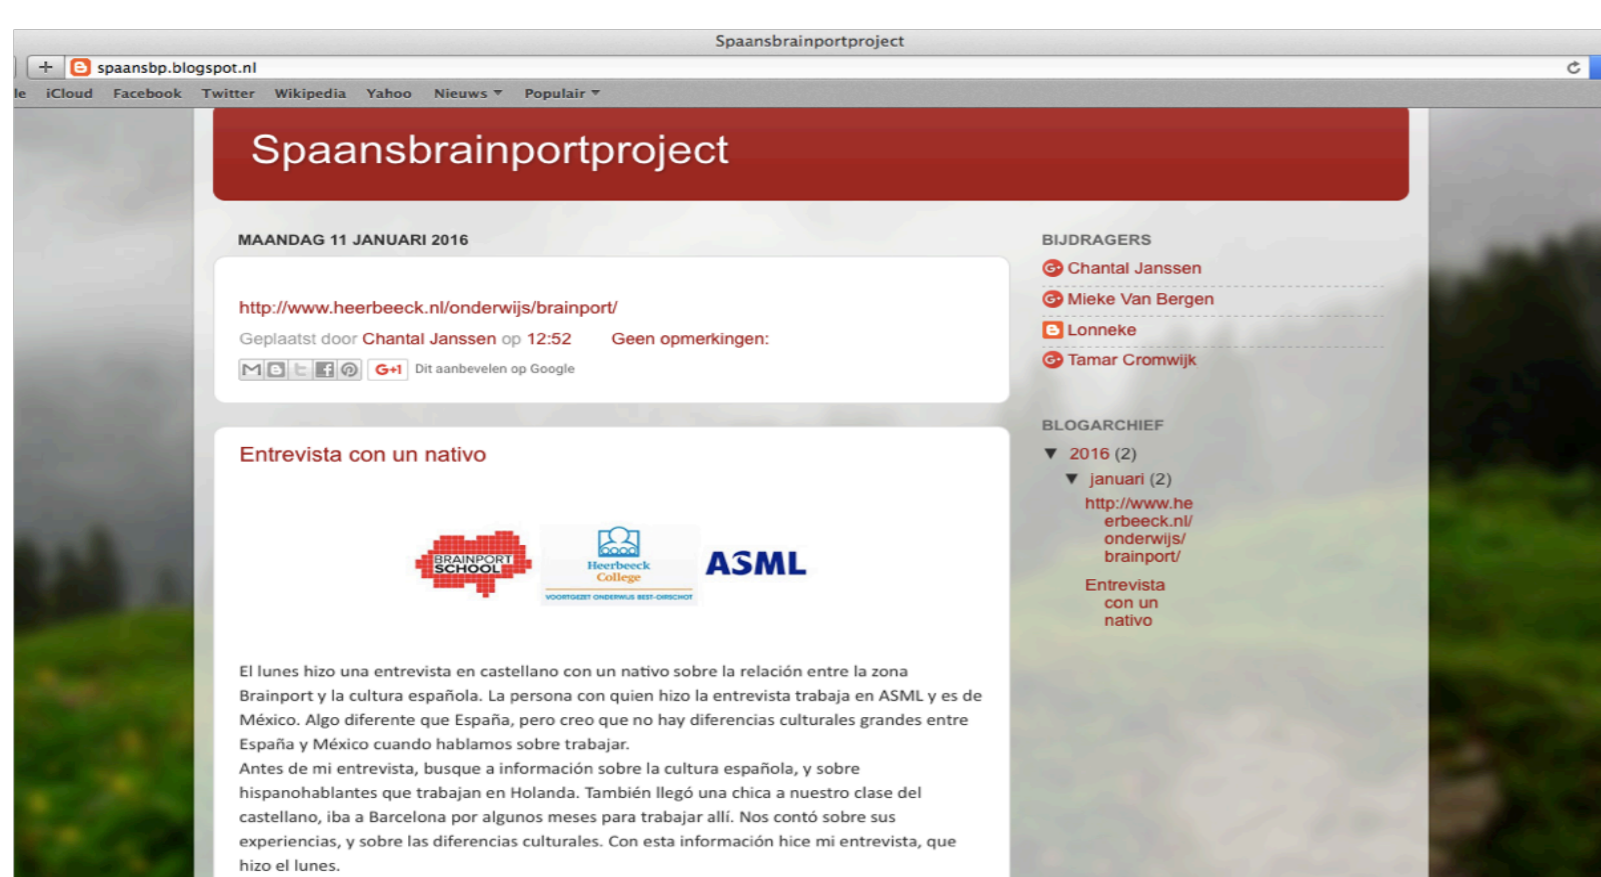 Spaansbrainportproject
spaansbp.blogspot.nl
le iCloud Facebook Twitter Wikipedia Yahoo Nieuws Populair
Spaansbrainportproject
MAANDAG 11 JANUARI 2016
http://www.heerbeeck.nl/onderwijs/brainport/
Geplaatst door Chantal Janssen op 12:52 Geen opmerkingen:
G+1 Dit aanbevelen op Google
Entrevista con un nativo
BRAINPORT
SCHOOL
Heerbeeck
College
VOORTGEZET ONDERWIJS BEST-OIRSCHOT
ASML
El lunes hizo una entrevista en castellano con un nativo sobre la relación entre la zona
Brainport y la cultura española. La persona con quien hizo la entrevista trabaja en ASML y es de
México. Algo diferente que España, pero creo que no hay diferencias culturales grandes entre
España y México cuando hablamos sobre trabajar.
Antes de mi entrevista, busque a información sobre la cultura española, y sobre
hispanohablantes que trabajan en Holanda. También llegó una chica a nuestro clase del
castellano, iba a Barcelona por algunos meses para trabajar allí. Nos contó sobre sus
experiencias, y sobre las diferencias culturales. Con esta información hice mi entrevista, que
hizo el lunes.
BIJDRAGERS
Chantal Janssen
Mieke Van Bergen
Lonneke
Tamar Cromwijk
BLOGARCHIEF
▼ 2016 (2)
▼ januari (2)
http://www.he
erbeeck.nl/
onderwijs/
brainport/
Entrevista
con un
nativo